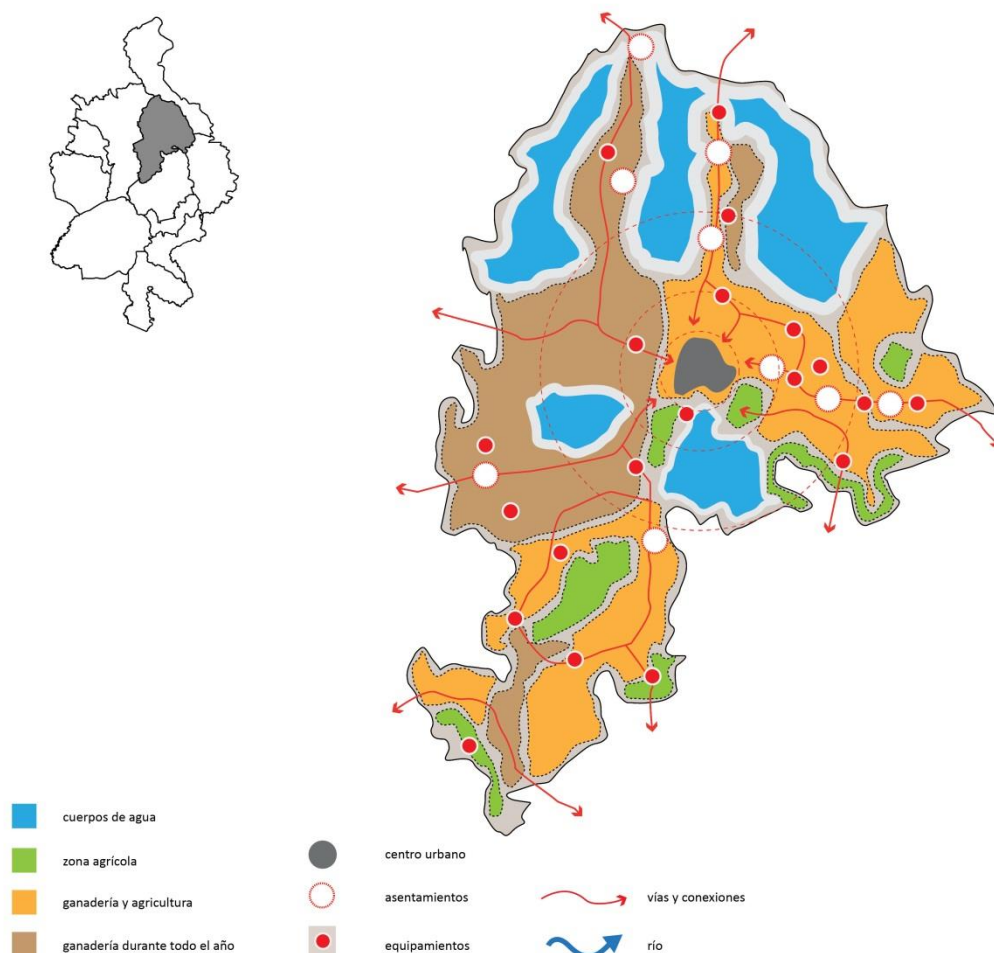 cuerpos de agua
zona agrícola
ganadería y agricultura
ganadería durante todo el año
centro urbano
asentamientos
equipamientos
vías y conexiones
río